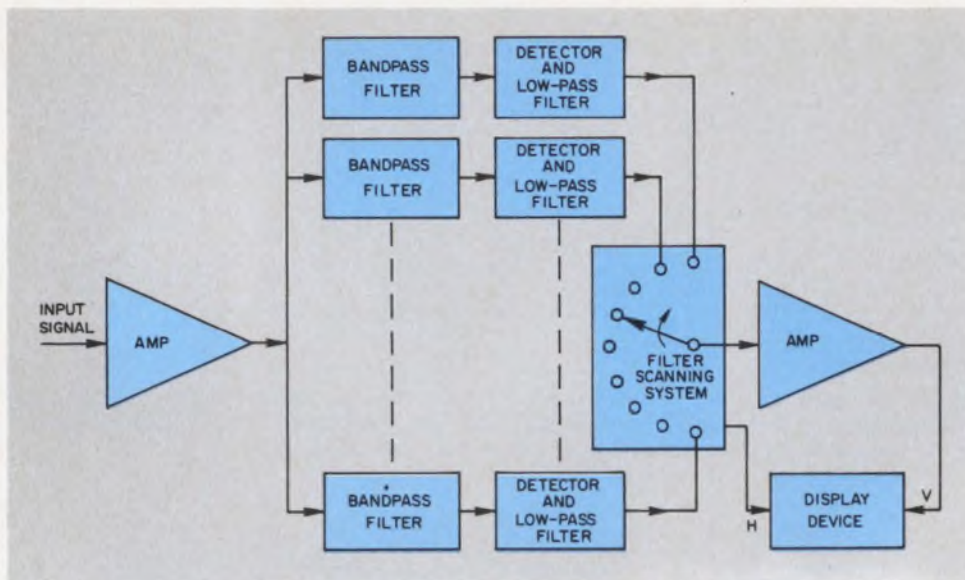 BANDPASS
FILTER
DETECTOR
AND
LOW-PASS
FILTER
BANDPASS
FILTER
DETECTOR
AND
LOW-PASS
FILTER
INPUT
SIGNAL
AMP
FILTER
SCANNING
SYSTEM
AMP
BANDPASS
FILTER
DETECTOR
AND
LOW-PASS
FILTER
H
DISPLAY
DEVICE
V